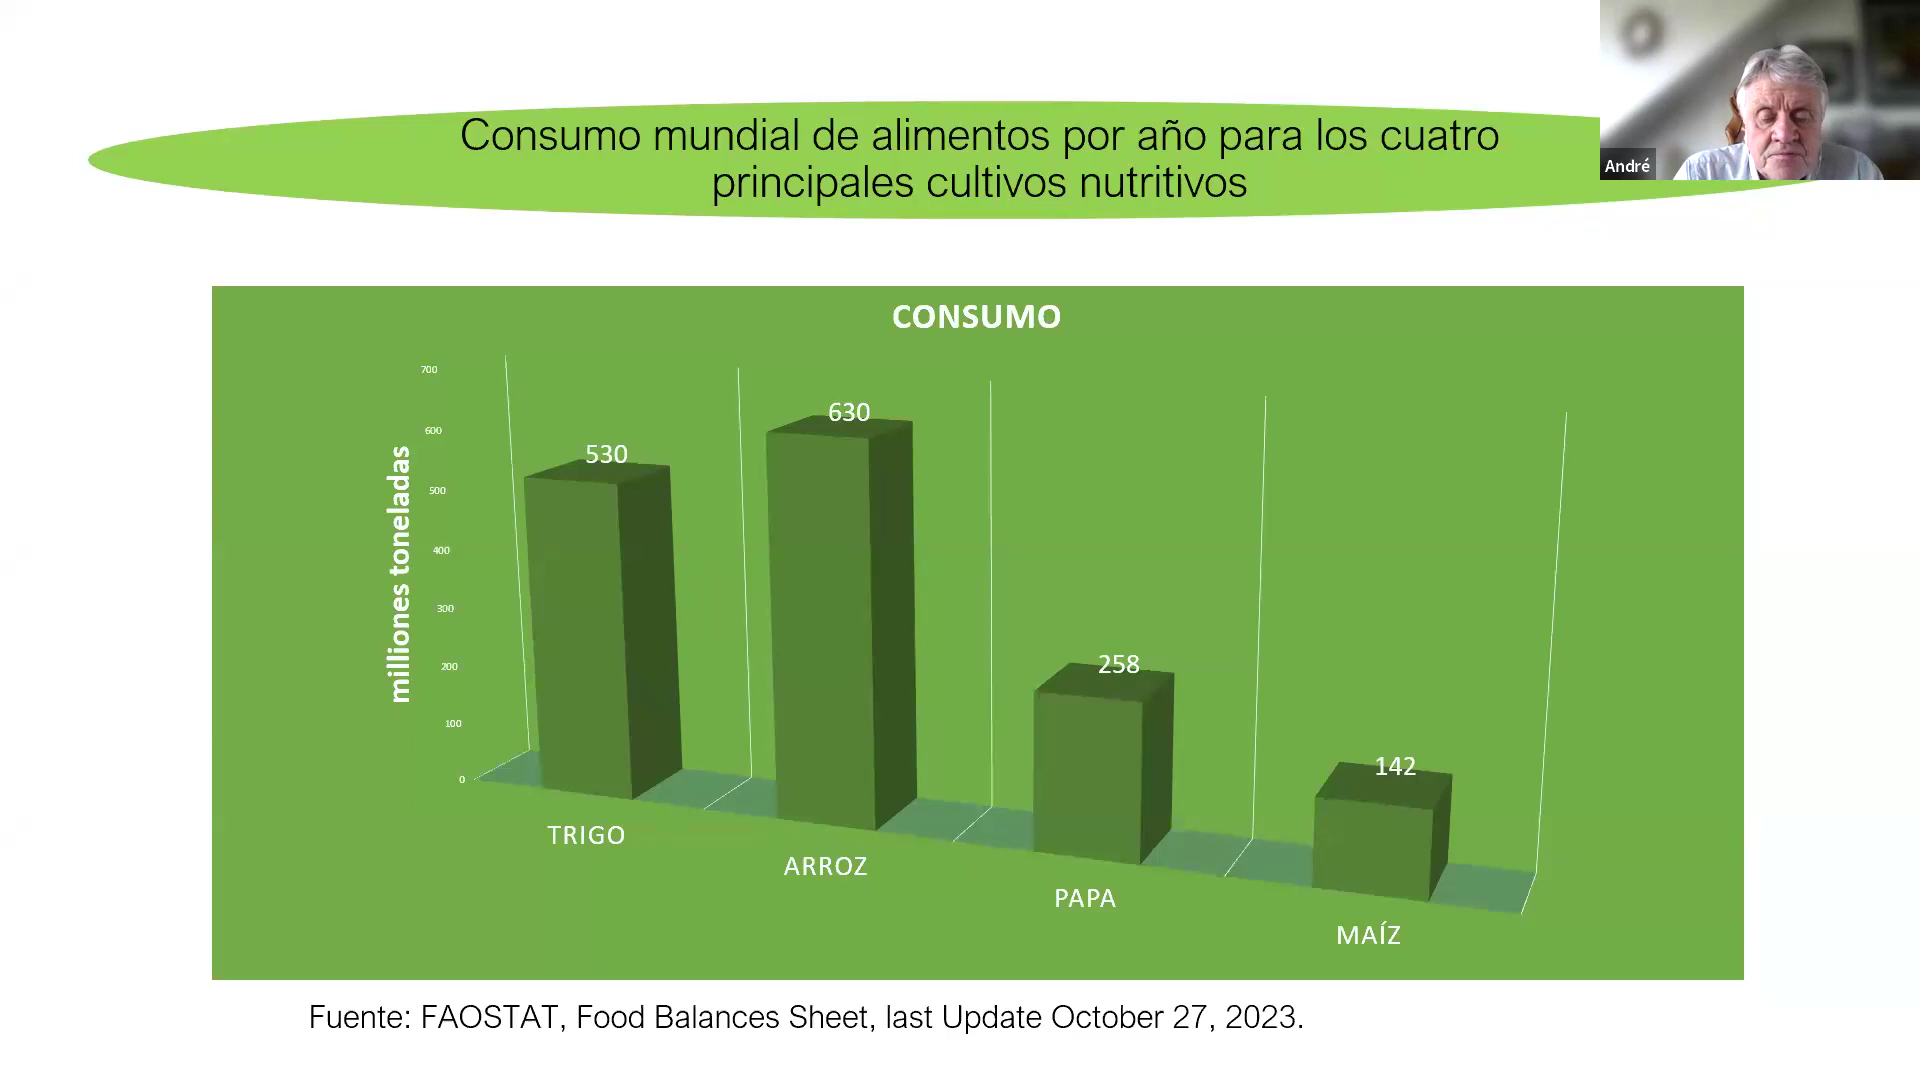 Consumo mundial de alimentos por año para los cuatro
principales cultivos nutritivos
André
CONSUMO
milliones toneladas
700
600
500
400
300
200
100
0
530
630
258
142
TRIGO
ARROZ
PAPA
MAÍZ
Fuente: FAOSTAT, Food Balances Sheet, last Update October 27, 2023.